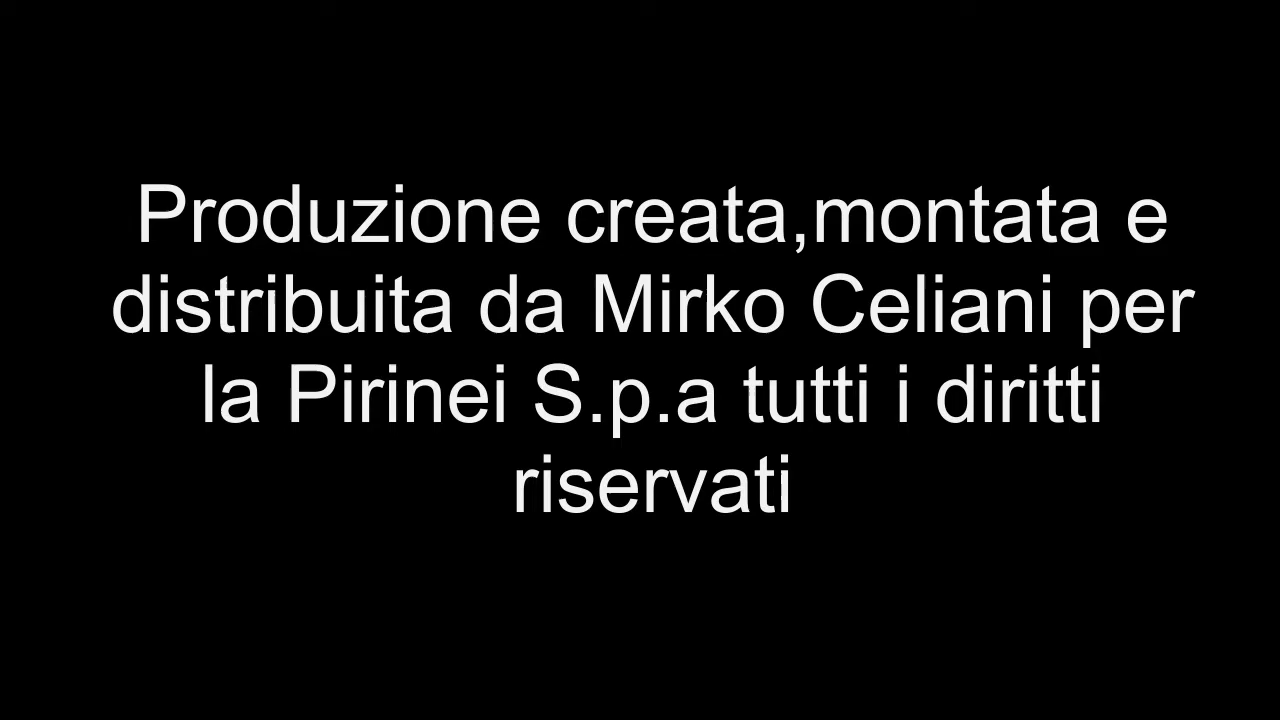 Produzione creata,montata e
distribuita da Mirko Celiani per
la Pirinei S.p.a tutti i diritti
riservati